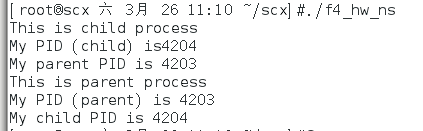 [ root@scx 六 3月 26 11:10 ~/scx] #./f4_hw_ns
This is child process
My PID (child) is4204
My parent PID is 4203
This is parent process
My PID (parent) is 4203
My child PID is 4204